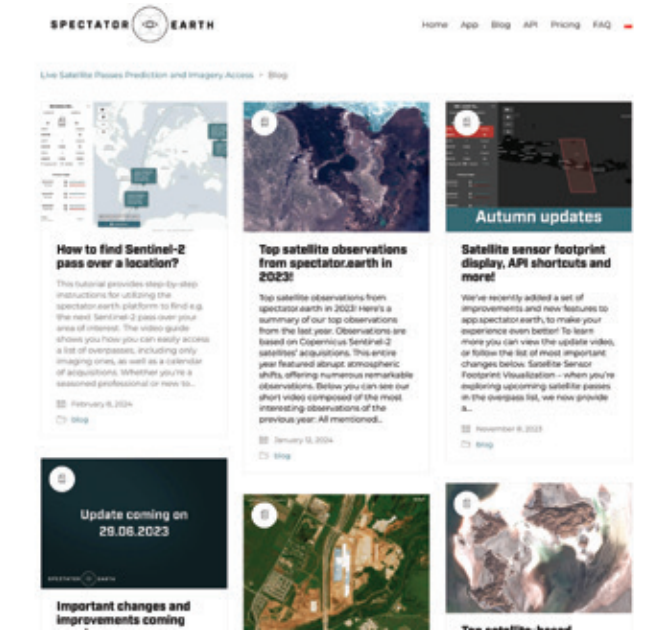 SPECTATOR EARTH
Home App Blog API Pricing FAQ
Live Satellite Passes Prediction and Imagery Access > Blog
How to find Sentinel-2
pass over a location?
This tutorial provides step-by-step
instructions for utilizing the
spectator.earth platform to find e.g.
the next Sentinel-2 pass over your
area of interest. The video guide
shows you how you can easily access
a list of overpasses, including only
imaging ones, as well as a calendar
of acquisitions. Whether you're a
seasoned professional or new to...
February 8, 2024
blog
Top satellite observations
from spectator.earth in
2023!
Top satellite observations from
spectator.earth in 2023! Here's a
summary of our top observations
from the last year. Observations are
based on Copernicus Sentinel-2
satellites' acquisitions. This entire
year featured abrupt atmospheric
shifts, offering numerous remarkable
observations. Below you can see our
short video composed of the most
interesting observations of the
previous year: All mentioned...
January 12, 2024
blog
Autumn updates
Satellite sensor footprint
display, API shortcuts and
more!
We've recently added a set of
improvements and new features to
app.spectator.earth, to make your
experience even better! To learn
more you can view the update video,
or follow the list of most important
changes below. Satellite Sensor
Footprint Visualization – when you're
exploring upcoming satellite passes
in the overpass list, we now provide
a...
November 8, 2023
blog
Update coming on
29.06.2023
SPECTATOR EARTH
Important changes and
improvements coming
Top satellite-based